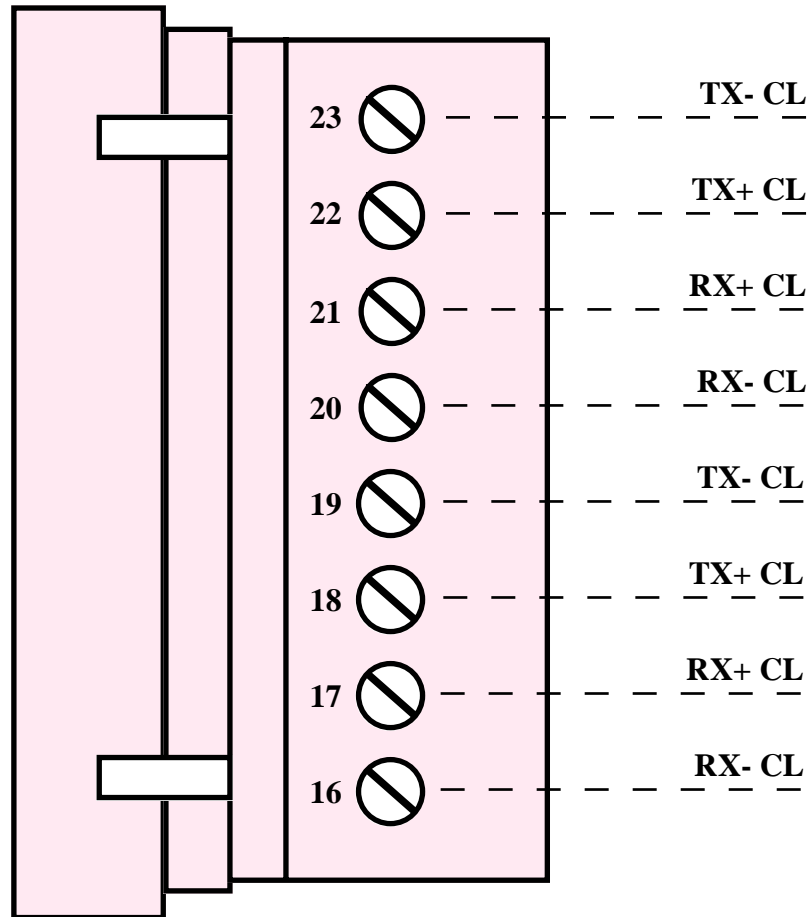 23 TX- CL
22 TX+ CL
21 RX+ CL
20 RX- CL
19 TX- CL
18 TX+ CL
17 RX+ CL
16 RX- CL